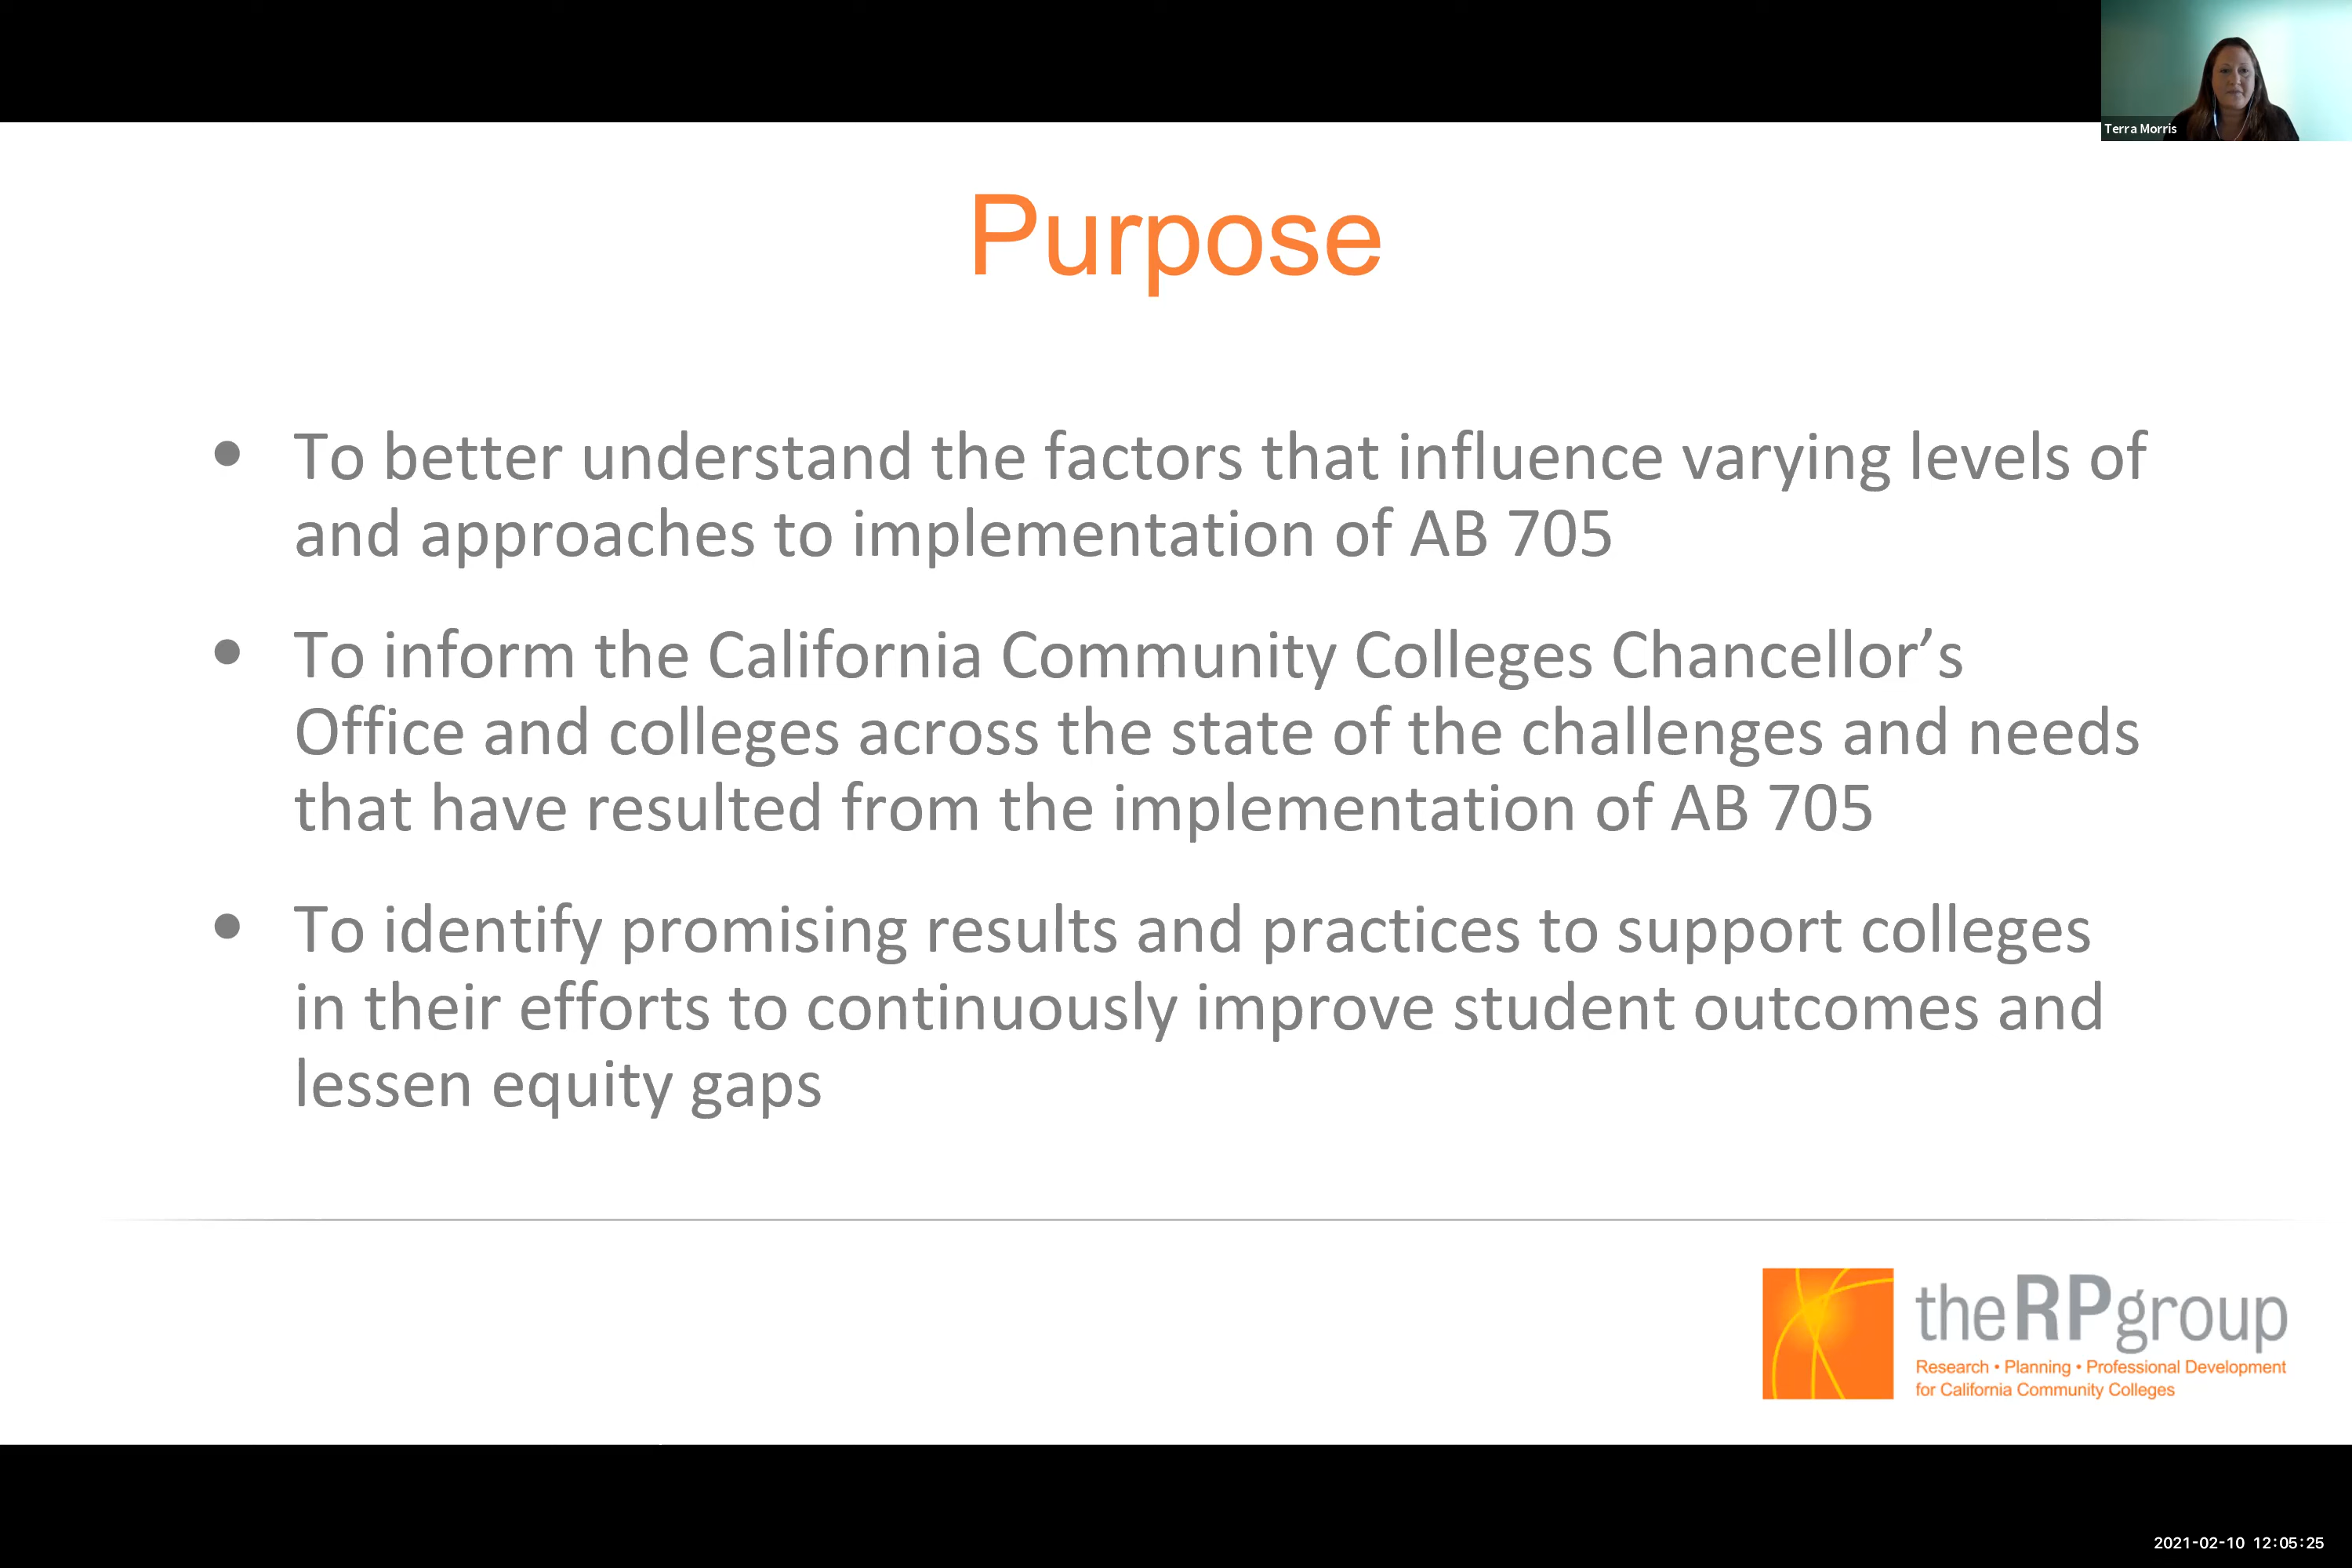 Terra Morris
Purpose
• To better understand the factors that influence varying levels of
and approaches to implementation of AB 705
• To inform the California Community Colleges Chancellor’s
Office and colleges across the state of the challenges and needs
that have resulted from the implementation of AB 705
• To identify promising results and practices to support colleges
in their efforts to continuously improve student outcomes and
lessen equity gaps
theRPgroup
Research • Planning • Professional Development
for California Community Colleges
2021-02-10 12:05:25